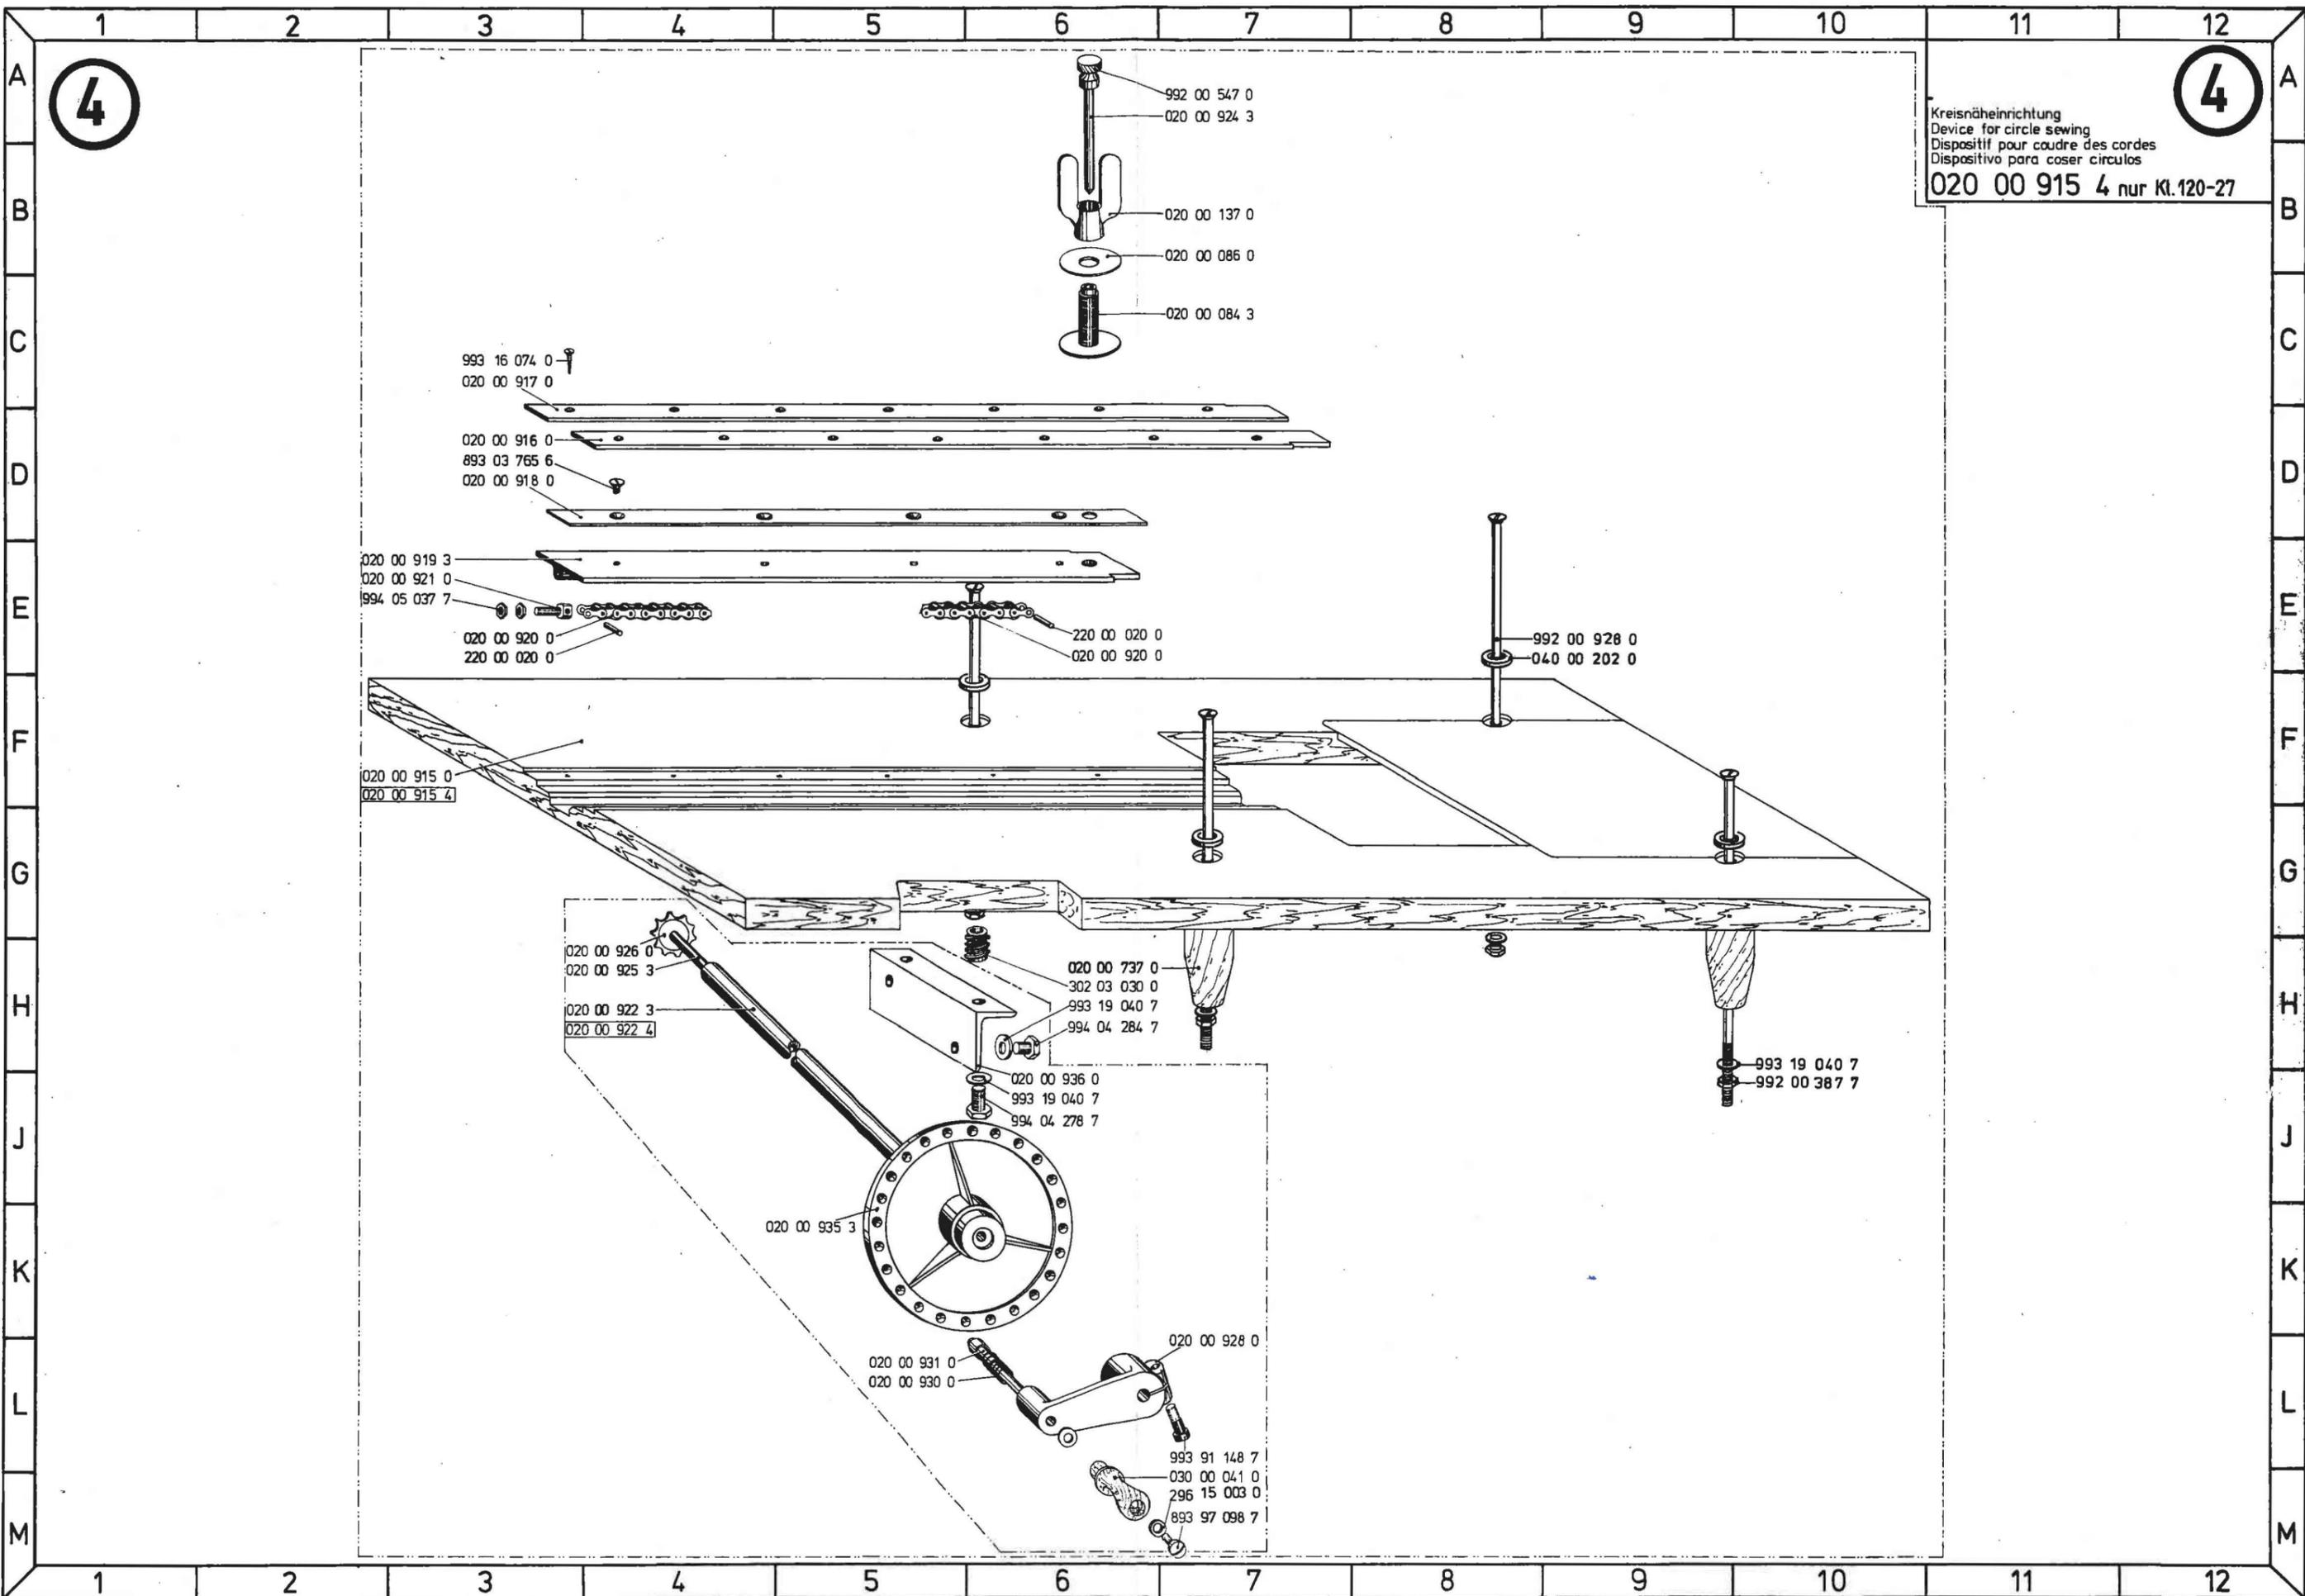 1 2 3 4 5 6 7 8 9 10 11 12
A
B
C
D
E
F
G
H
J
K
L
M
A
B
C
D
E
F
G
H
J
K
L
M
4
4
Kreisnäheinrichtung
Device for circle sewing
Dispositif pour coudre des cordes
Dispositivo para coser circulos
020 00 915 4 nur Kl. 120-27
992 00 547 0
020 00 924 3
020 00 137 0
020 00 086 0
020 00 084 3
993 16 074 0
020 00 917 0
020 00 916 0
893 03 765 6
020 00 918 0
020 00 919 3
020 00 921 0
994 05 037 7
020 00 920 0
220 00 020 0
220 00 020 0
020 00 920 0
992 00 928 0
040 00 202 0
020 00 915 0
020 00 915 4
020 00 926 0
020 00 925 3
020 00 922 3
020 00 922 4
020 00 737 0
302 03 030 0
993 19 040 7
994 04 284 7
020 00 936 0
993 19 040 7
994 04 278 7
993 19 040 7
992 00 387 7
020 00 935 3
020 00 928 0
020 00 931 0
020 00 930 0
993 91 148 7
030 00 041 0
296 15 003 0
893 97 098 7
1 2 3 4 5 6 7 8 9 10 11 12